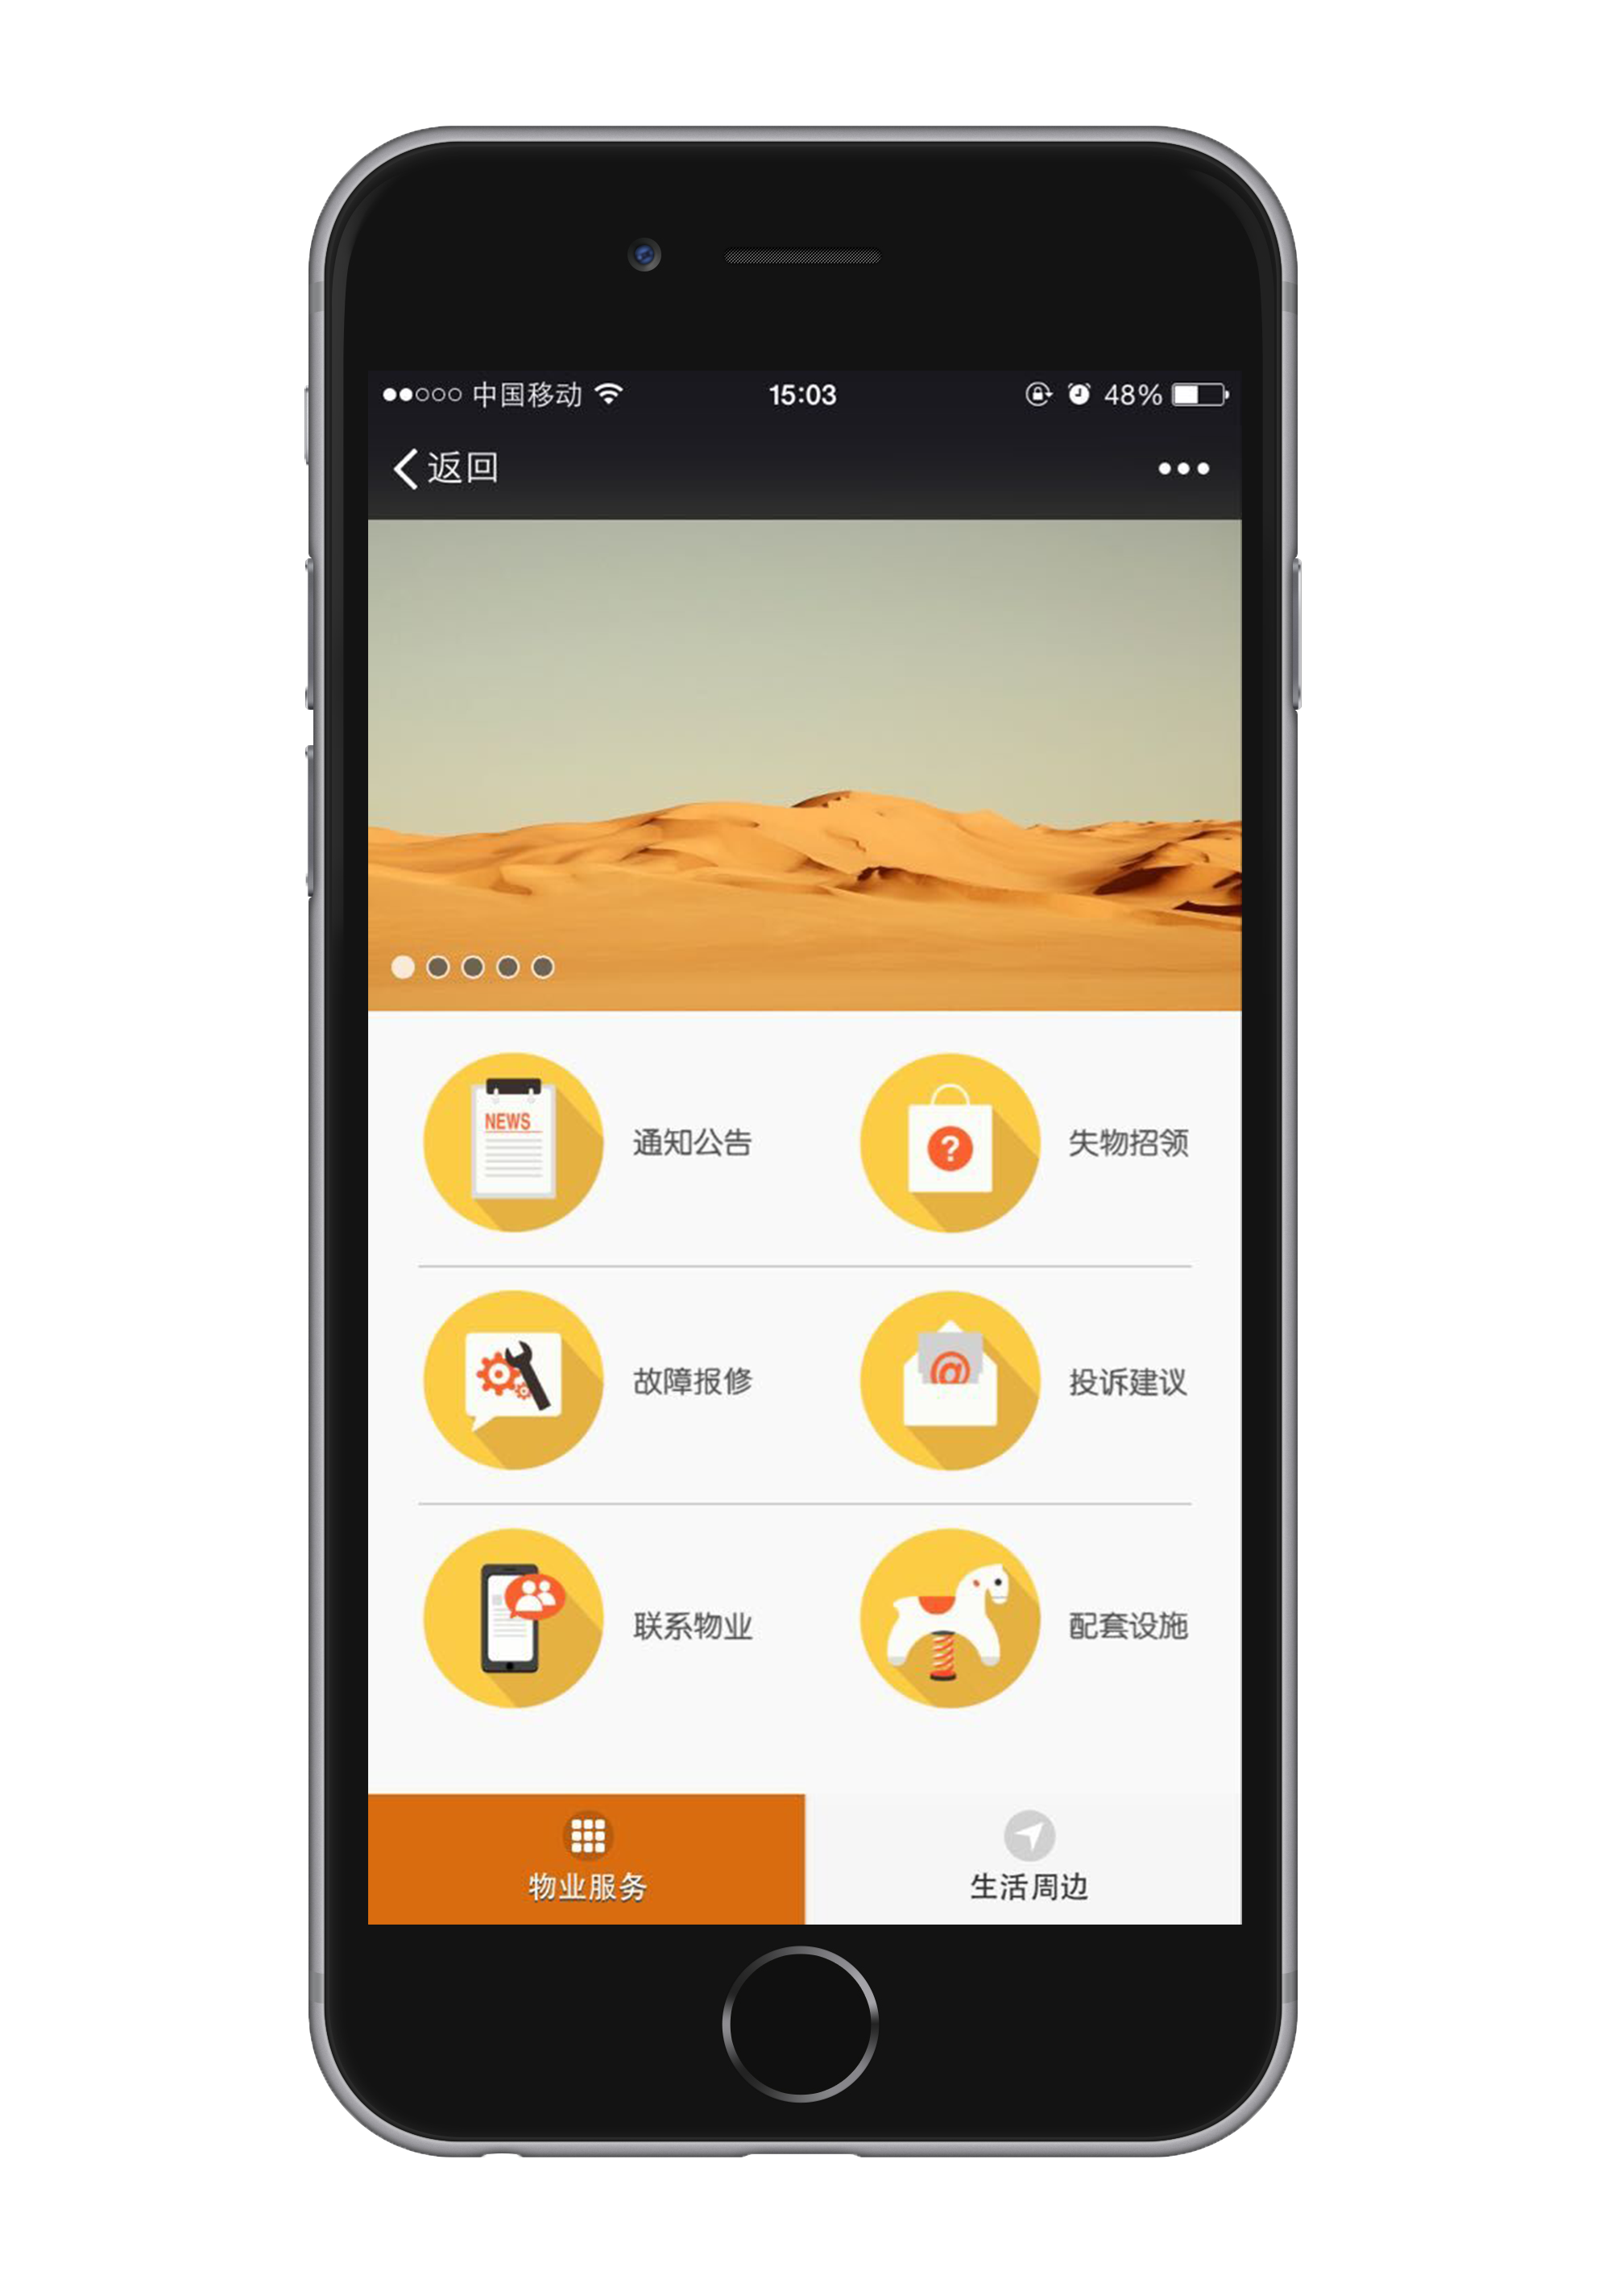 中国移动 15:03 48%
返回
NEWS
通知公告
?
失物招领
故障报修
@
投诉建议
联系物业
配套设施
物业服务
生活周边